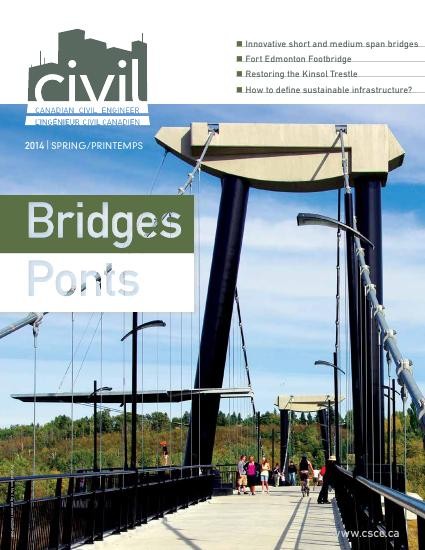 civil
CANADIAN CIVIL ENGINEER
L'INGÉNIEUR CIVIL CANADIEN
2014 | SPRING/PRINTEMPS
■ Innovative short and medium span bridges
■ Fort Edmonton Footbridge
■ Restoring the Kinsol Trestle
■ How to define sustainable infrastructure?
Bridges
Ponts
www.csce.ca